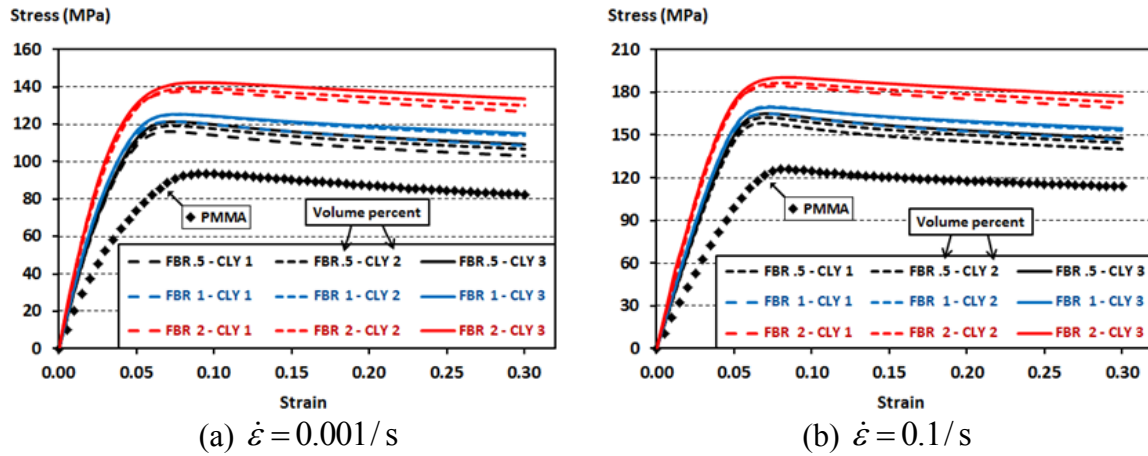 Stress (MPa)
160
140
120
100
80
60
40
20
0
PMMA
Volume percent
FBR .5 - CLY 1 FBR .5 - CLY 2 FBR .5 - CLY 3
FBR 1 - CLY 1 FBR 1 - CLY 2 FBR 1 - CLY 3
FBR 2 - CLY 1 FBR 2 - CLY 2 FBR 2 - CLY 3
0.00 0.05 0.10 0.15 0.20 0.25 0.30
Strain
(a) ε̇ = 0.001/s
Stress (MPa)
210
180
150
120
90
60
30
0
PMMA
Volume percent
FBR .5 - CLY 1 FBR .5 - CLY 2 FBR .5 - CLY 3
FBR 1 - CLY 1 FBR 1 - CLY 2 FBR 1 - CLY 3
FBR 2 - CLY 1 FBR 2 - CLY 2 FBR 2 - CLY 3
0.00 0.05 0.10 0.15 0.20 0.25 0.30
Strain
(b) ε̇ = 0.1/s